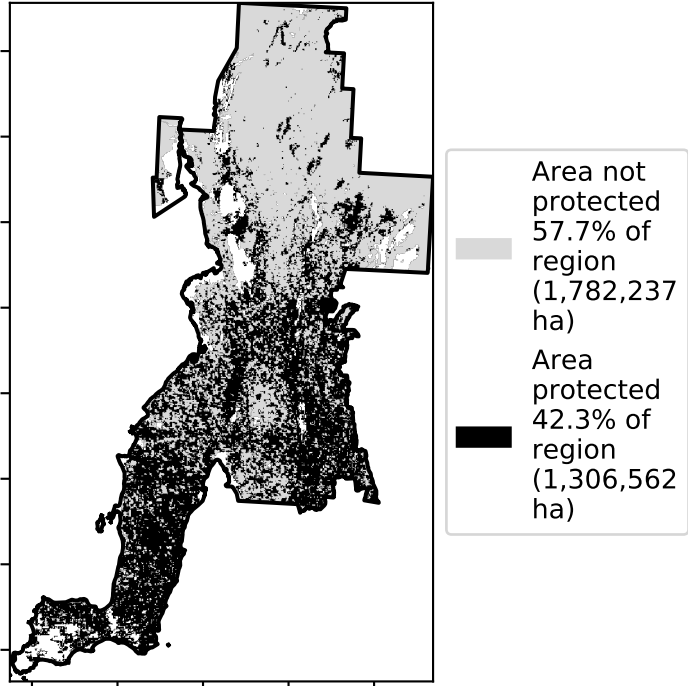 Area not
protected
57.7% of
region
(1,782,237
ha)
Area
protected
42.3% of
region
(1,306,562
ha)